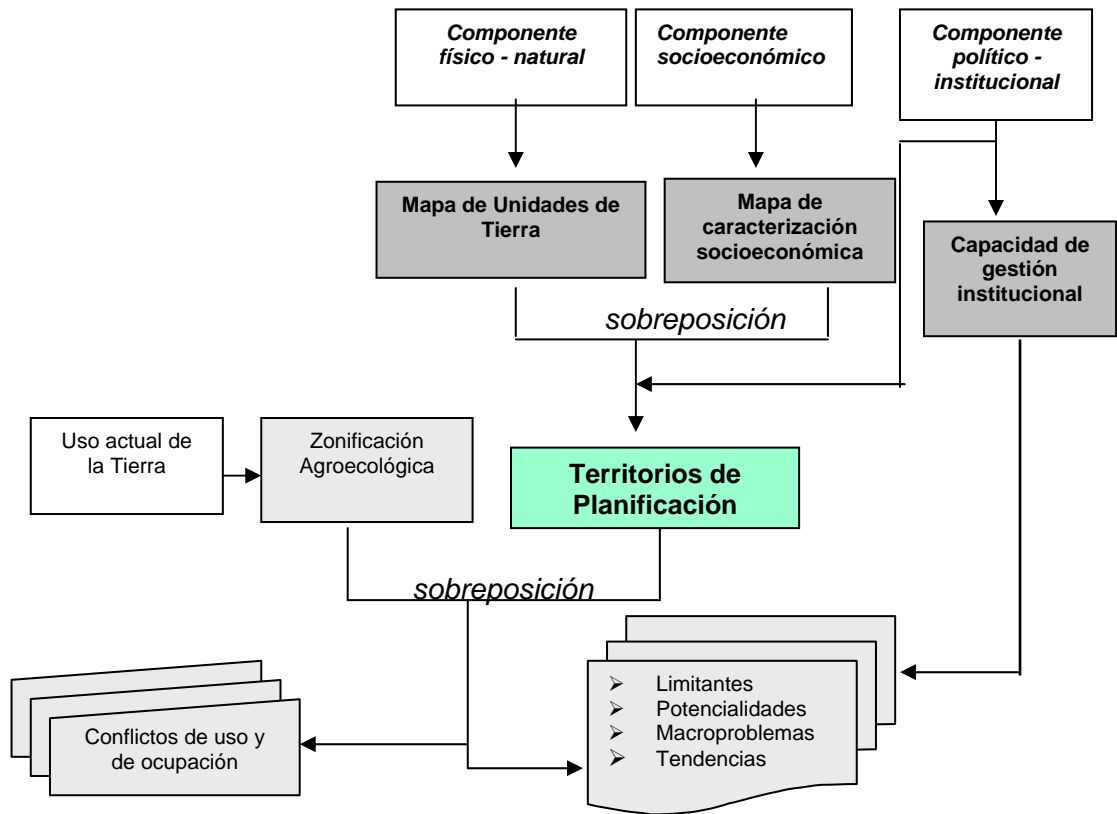 Componente
físico - natural
Componente
socioeconómico
Componente
político -
institucional
Mapa de Unidades de
Tierra
Mapa de
caracterización
socioeconómica
Capacidad de
gestión
institucional
sobreposición
Uso actual de
la Tierra
Zonificación
Agroecológica
Territorios de
Planificación
sobreposición
Conflictos de uso y
de ocupación
➢ Limitantes
➢ Potencialidades
➢ Macroproblemas
➢ Tendencias